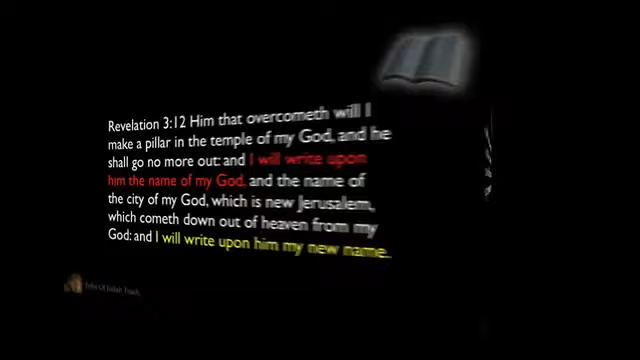 Revelation 3:12 Him that overcometh will I
make a pillar in the temple of my God, and he
shall go no more out: and I will write upon
him the name of my God, and the name of
the city of my God, which is new Jerusalem,
which cometh down out of heaven from my
God: and I will write upon him my new name.
Of Judah